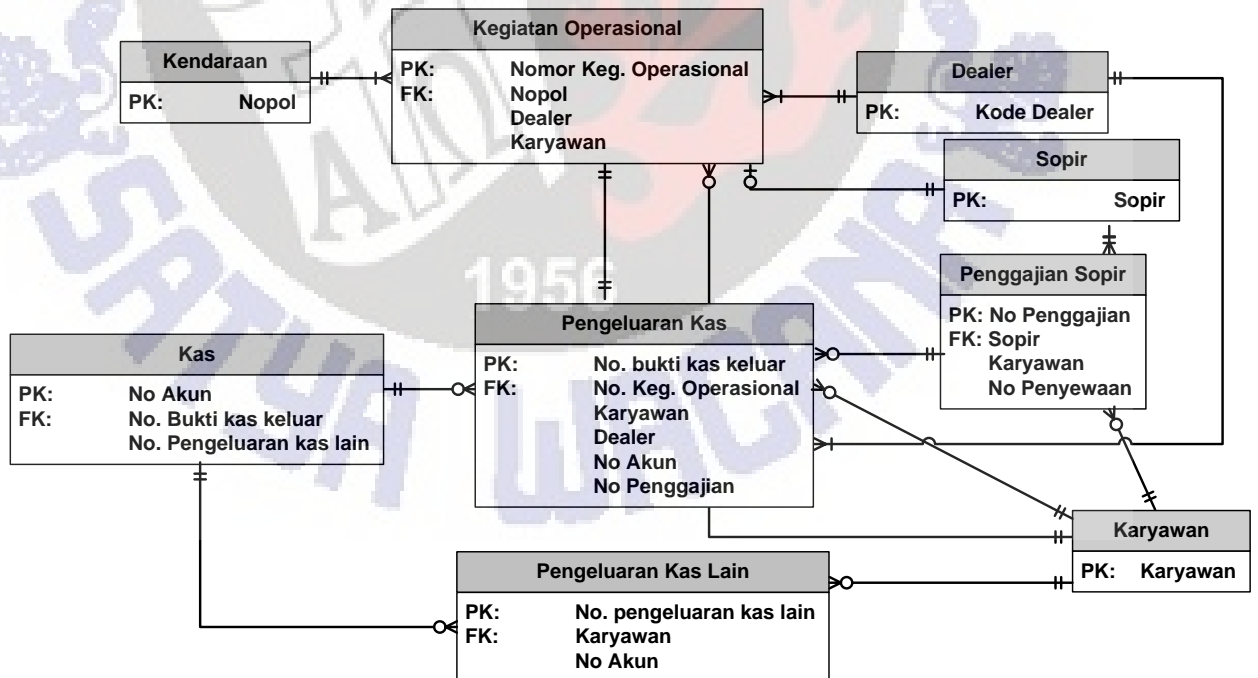 Kegiatan Operasional
PK: Nomor Keg. Operasional
FK: Nopol
Dealer
Karyawan
Kendaraan
PK: Nopol
Dealer
PK: Kode Dealer
Sopir
PK: Sopir
Penggajian Sopir
PK: No Penggajian
FK: Sopir
Karyawan
No Penyewaan
Pengeluaran Kas
PK: No. bukti kas keluar
FK: No. Keg. Operasional
Karyawan
Dealer
No Akun
No Penggajian
Kas
PK: No Akun
FK: No. Bukti kas keluar
No. Pengeluaran kas lain
Karyawan
PK: Karyawan
Pengeluaran Kas Lain
PK: No. pengeluaran kas lain
FK: Karyawan
No Akun
SATYA WACANA
1956